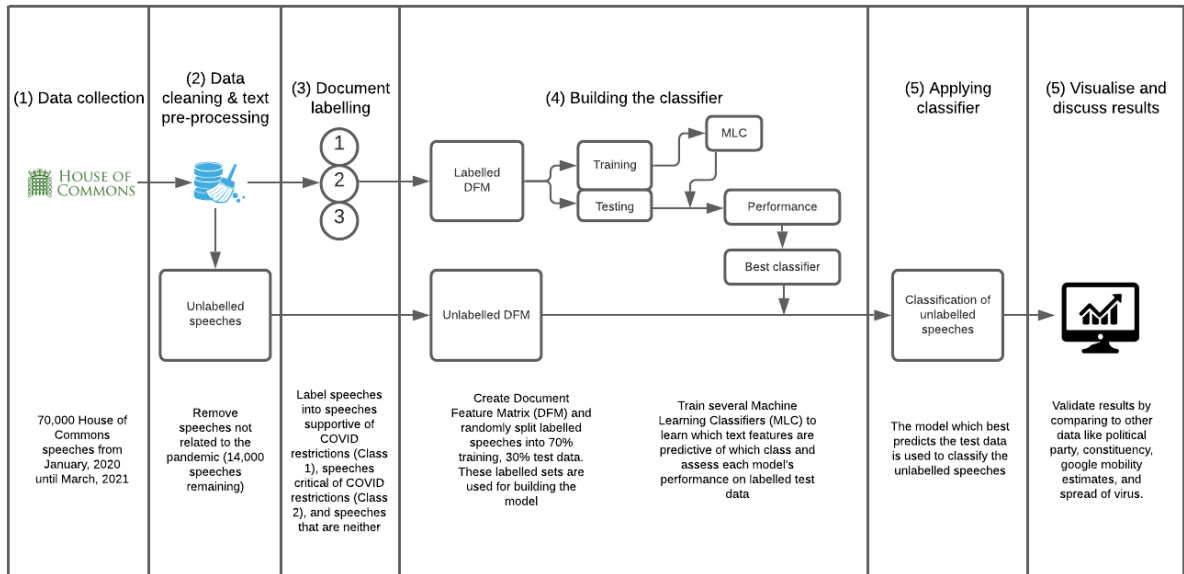 (1) Data collection
HOUSE OF
COMMONS
70,000 House of
Commons
speeches from
January, 2020
until March, 2021
(2) Data
cleaning & text
pre-processing
Unlabelled
speeches
Remove
speeches not
related to the
pandemic (14,000
speeches
remaining)
(3) Document
labelling
1
2
3
Label speeches
into speeches
supportive of
COVID
restrictions (Class
1), speeches
critical of COVID
restrictions (Class
2), and speeches
that are neither
(4) Building the classifier
Labelled
DFM
Training
Testing
MLC
Performance
Best classifier
Unlabelled DFM
Create Document
Feature Matrix (DFM) and
randomly split labelled
speeches into 70%
training, 30% test data.
These labelled sets are
used for building the
model
Train several Machine
Learning Classifiers (MLC) to
learn which text features are
predictive of which class and
assess each model's
performance on labelled test
data
(5) Applying
classifier
Classification of
unlabelled
speeches
The model which best
predicts the test data
is used to classify the
unlabelled speeches
(5) Visualise and
discuss results
Validate results by
comparing to other
data like political
party, constituency,
google mobility
estimates, and
spread of virus.